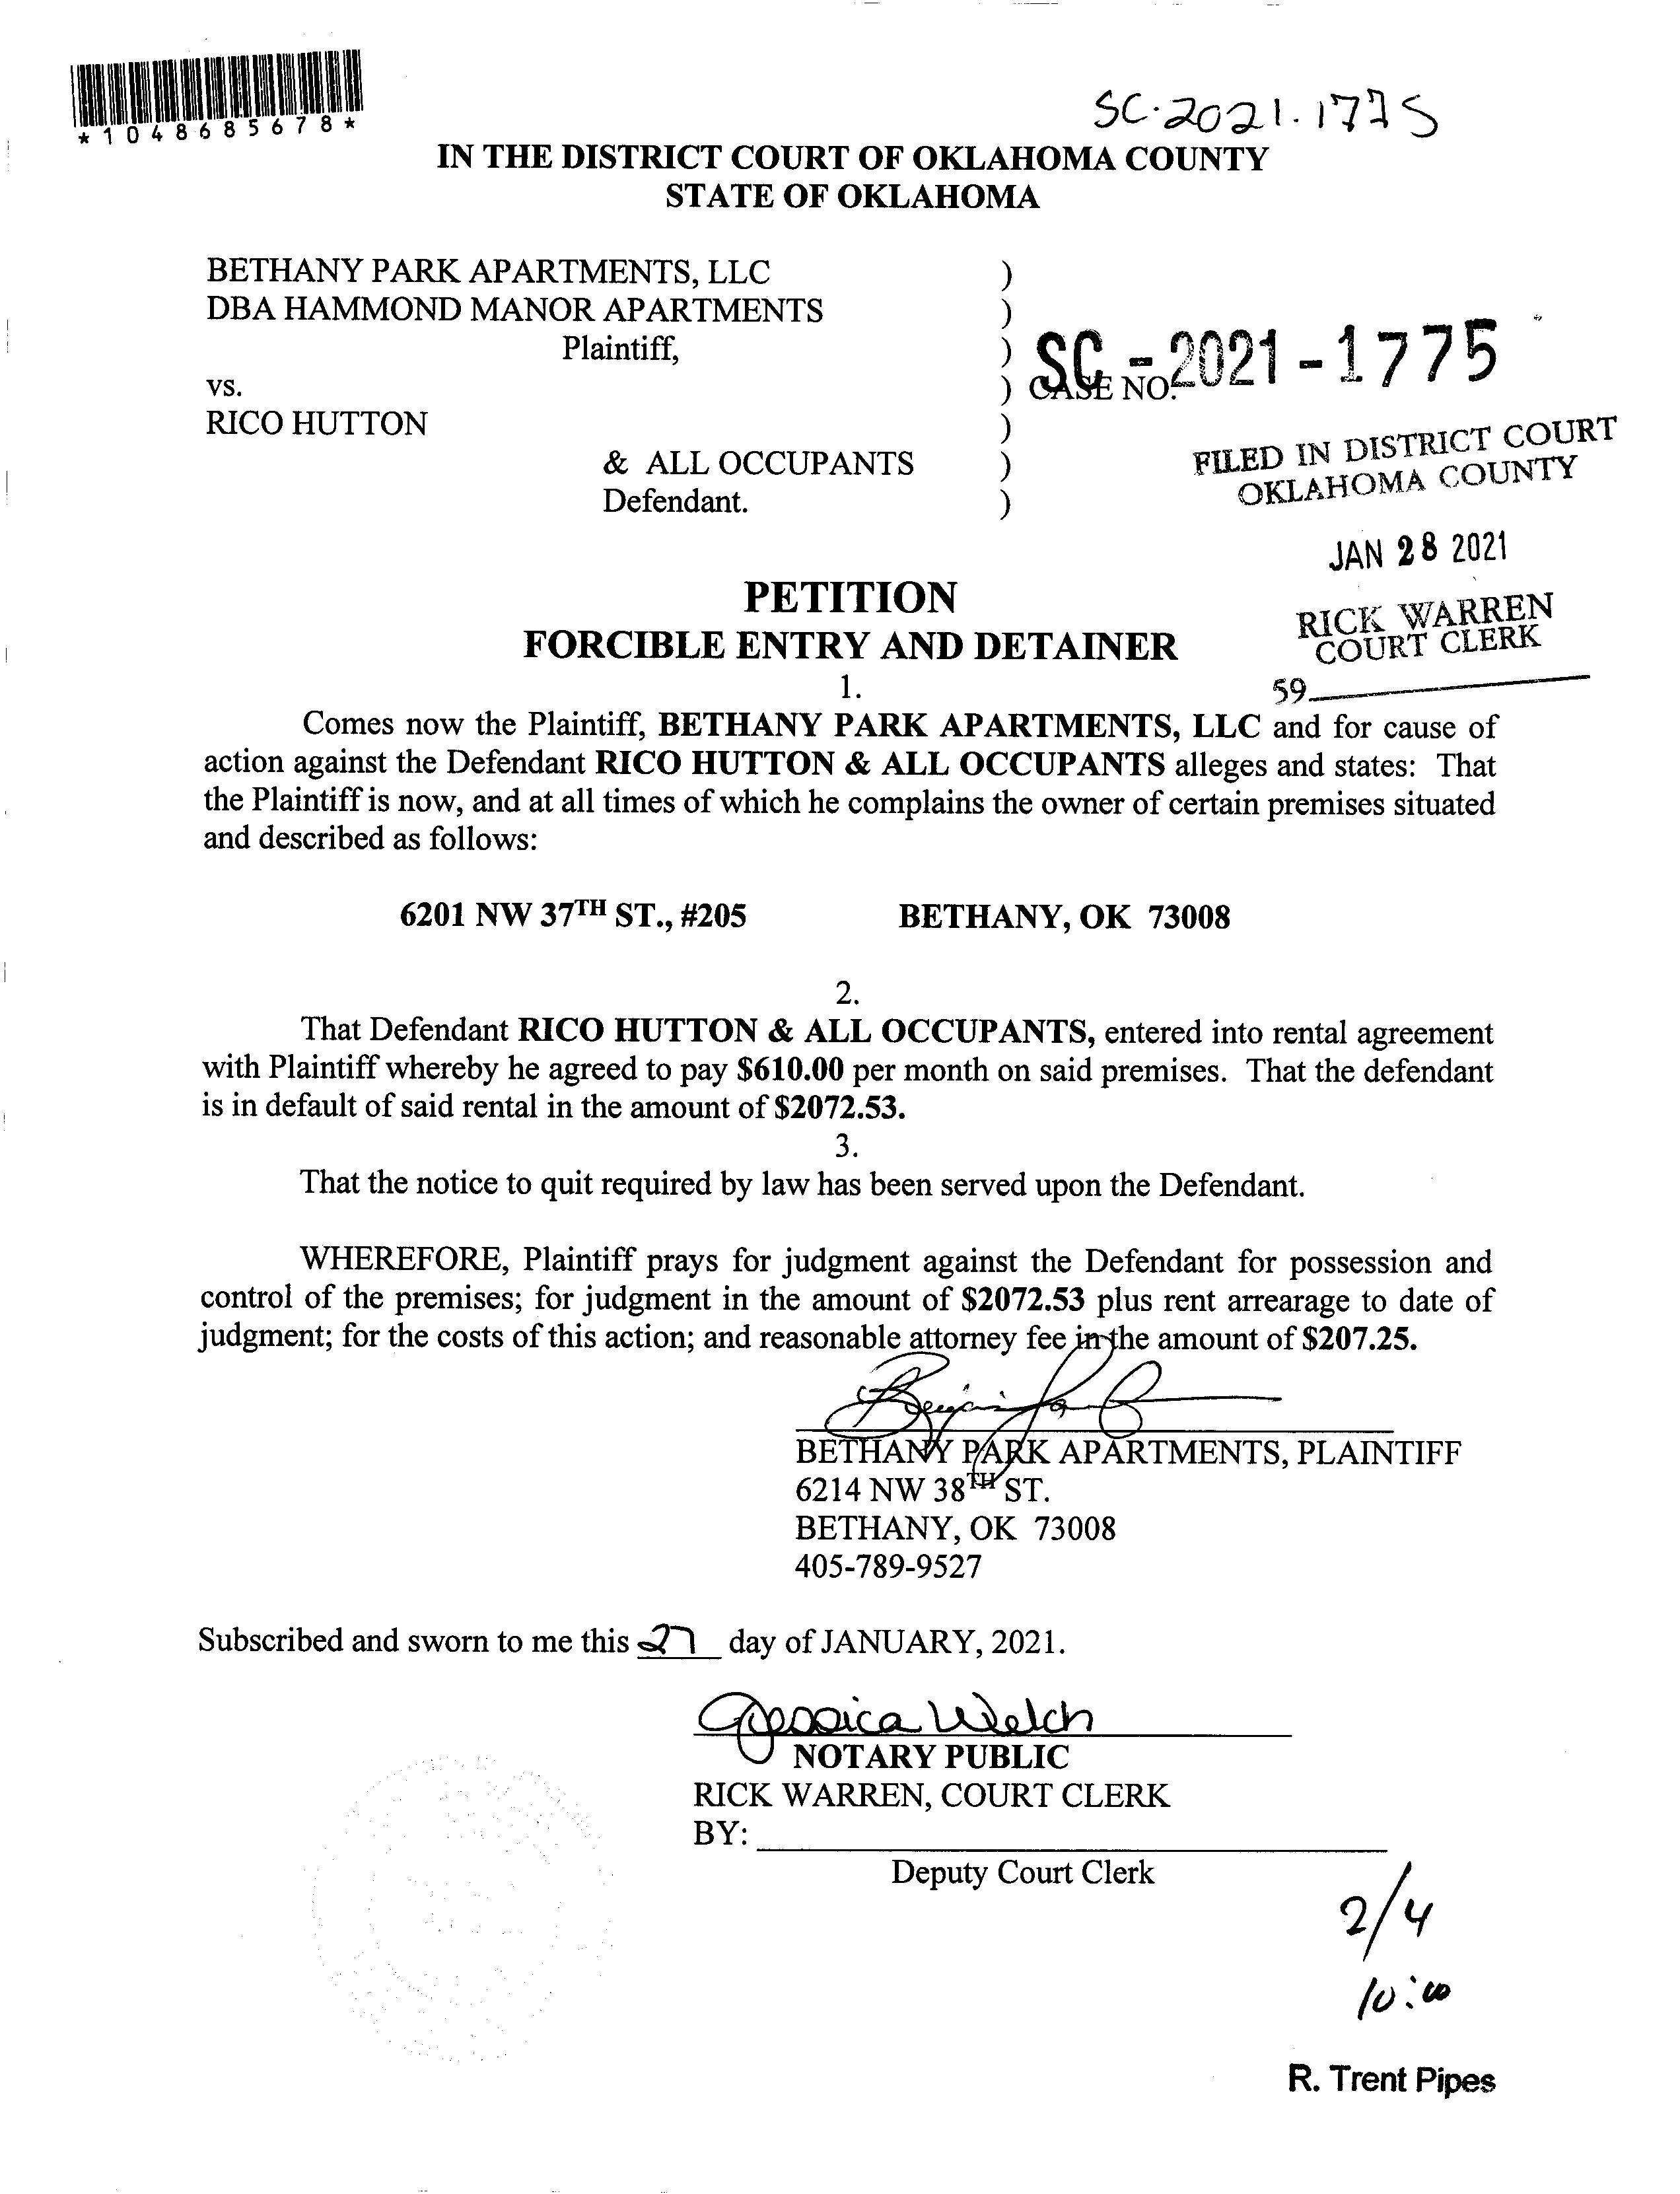 *1048685678*
SC.2021.1775
IN THE DISTRICT COURT OF OKLAHOMA COUNTY
STATE OF OKLAHOMA
BETHANY PARK APARTMENTS, LLC )
DBA HAMMOND MANOR APARTMENTS )
Plaintiff, )
vs. ) CASE NO. SC-2021-1775
RICO HUTTON )
& ALL OCCUPANTS )
Defendant. )
FILED IN DISTRICT COURT
OKLAHOMA COUNTY
JAN 28 2021
RICK WARREN
COURT CLERK
59
PETITION
FORCIBLE ENTRY AND DETAINER
1.
Comes now the Plaintiff, BETHANY PARK APARTMENTS, LLC and for cause of
action against the Defendant RICO HUTTON & ALL OCCUPANTS alleges and states: That
the Plaintiff is now, and at all times of which he complains the owner of certain premises situated
and described as follows:
6201 NW 37TH ST., #205 BETHANY, OK 73008
2.
That Defendant RICO HUTTON & ALL OCCUPANTS, entered into rental agreement
with Plaintiff whereby he agreed to pay $610.00 per month on said premises. That the defendant
is in default of said rental in the amount of $2072.53.
3.
That the notice to quit required by law has been served upon the Defendant.
WHEREFORE, Plaintiff prays for judgment against the Defendant for possession and
control of the premises; for judgment in the amount of $2072.53 plus rent arrearage to date of
judgment; for the costs of this action; and reasonable attorney fee in the amount of $207.25.
BETHANY PARK APARTMENTS, PLAINTIFF
6214 NW 38TH ST.
BETHANY, OK 73008
405-789-9527
Subscribed and sworn to me this 27 day of JANUARY, 2021.
Jessica Welch
NOTARY PUBLIC
RICK WARREN, COURT CLERK
BY:
Deputy Court Clerk
2/4
10:00
R. Trent Pipes